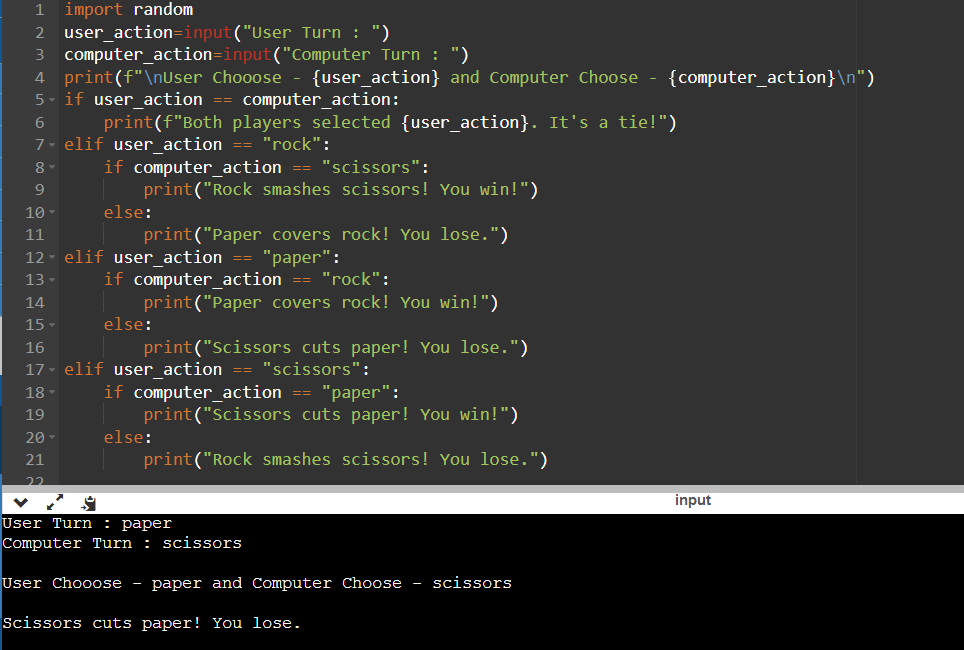 1 import random
2 user_action=input("User Turn : ")
3 computer_action=input("Computer Turn : ")
4 print(f"\nUser Chooose - {user_action} and Computer Choose - {computer_action}\n")
5 if user_action == computer_action:
6 print(f"Both players selected {user_action}. It's a tie!")
7 elif user_action == "rock":
8 if computer_action == "scissors":
9 print("Rock smashes scissors! You win!")
10 else:
11 print("Paper covers rock! You lose.")
12 elif user_action == "paper":
13 if computer_action == "rock":
14 print("Paper covers rock! You win!")
15 else:
16 print("Scissors cuts paper! You lose.")
17 elif user_action == "scissors":
18 if computer_action == "paper":
19 print("Scissors cuts paper! You win!")
20 else:
21 print("Rock smashes scissors! You lose.")
22
input
User Turn : paper
Computer Turn : scissors
User Chooose - paper and Computer Choose - scissors
Scissors cuts paper! You lose.